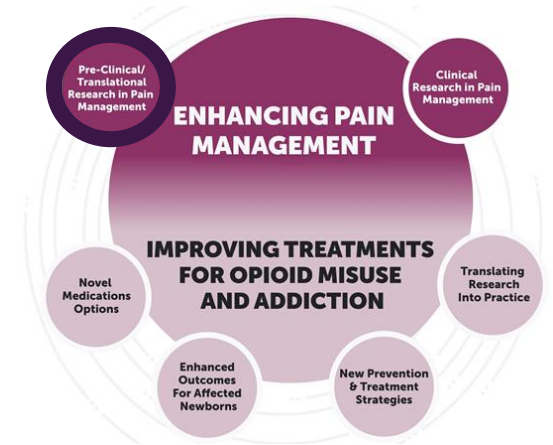 Pre-Clinical/
Translational
Research in Pain
Management
Clinical
Research in Pain
Management
ENHANCING PAIN
MANAGEMENT
IMPROVING TREATMENTS
FOR OPIOID MISUSE
AND ADDICTION
Novel
Medications
Options
Translating
Research
Into Practice
Enhanced
Outcomes
For Affected
Newborns
New Prevention
& Treatment
Strategies